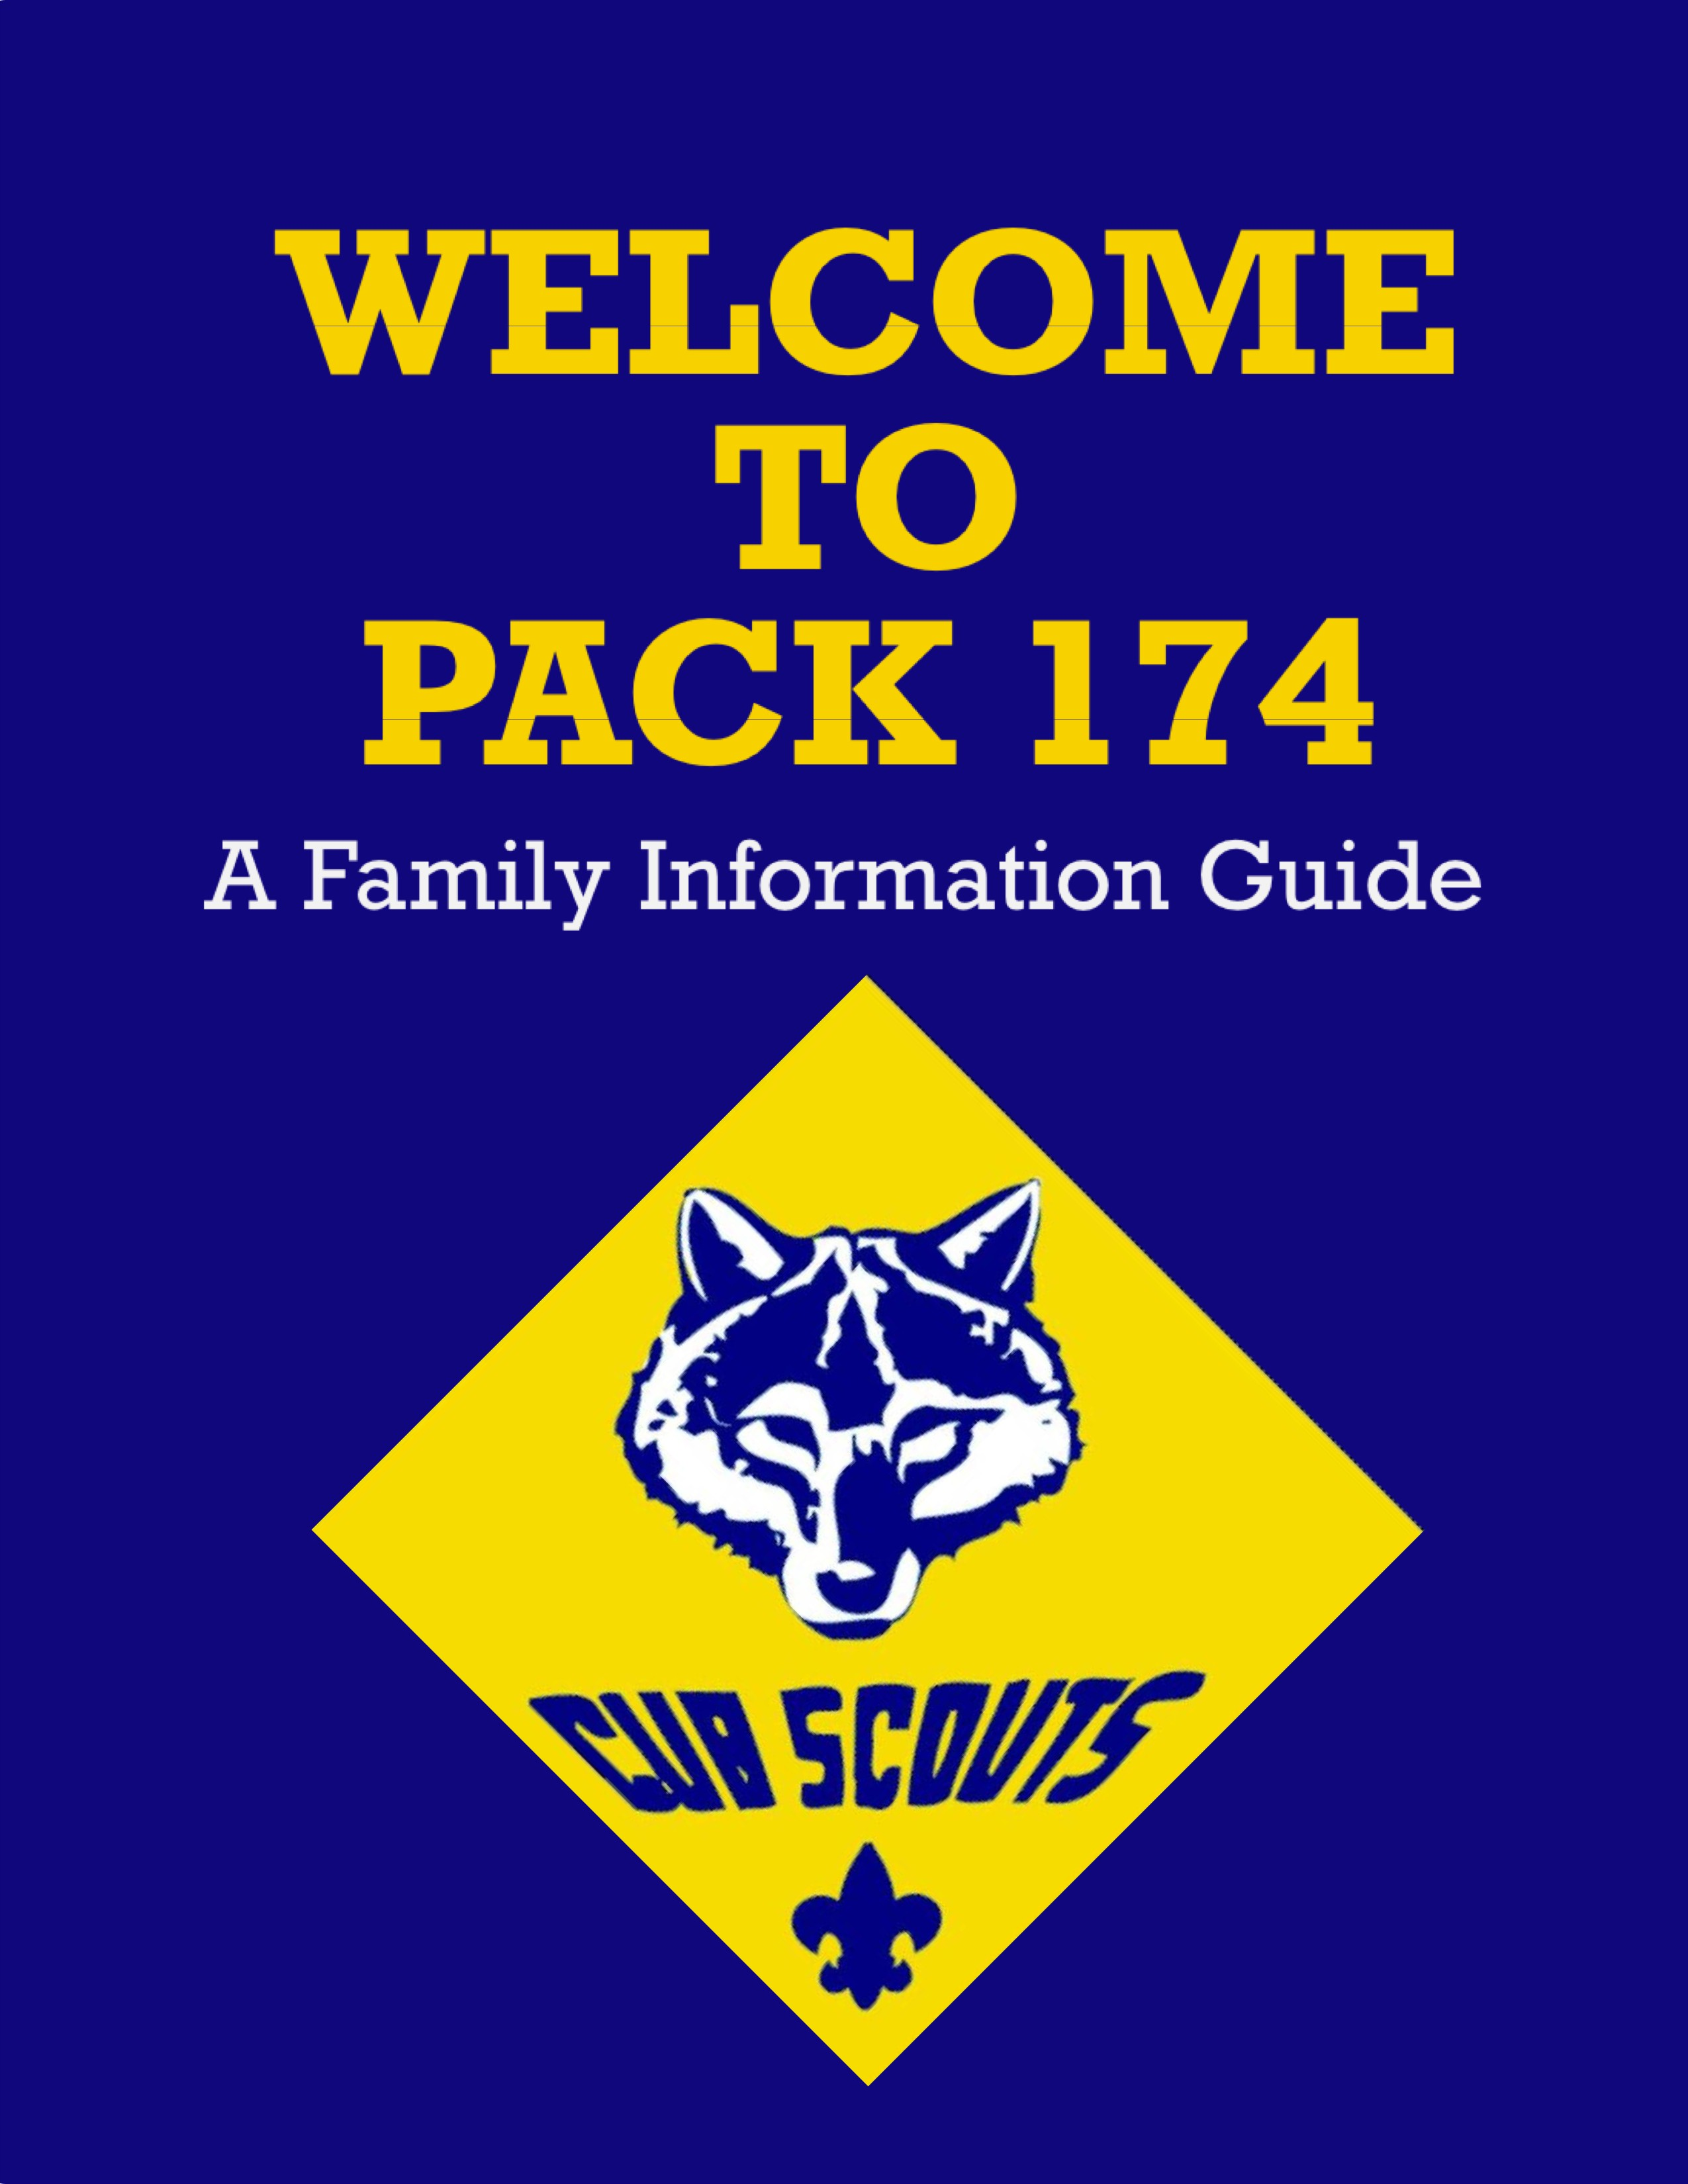 WELCOME
TO
PACK 174
A Family Information Guide
CUB SCOUTS